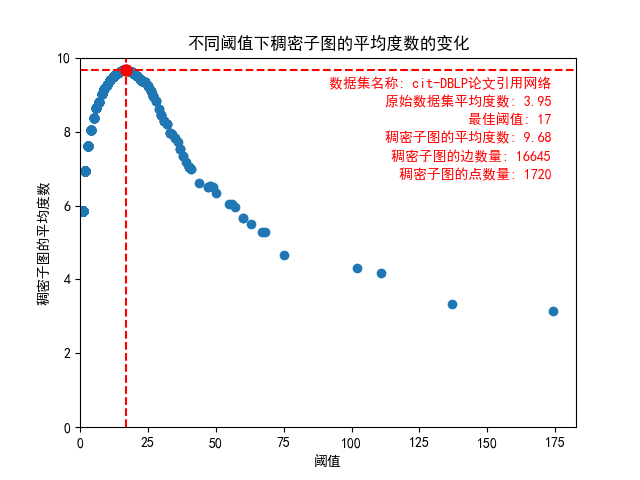 不同阈值下稠密子图的平均度数的变化
10
8
6
4
2
0
稠密子图的平均度数
数据集名称: cit-DBLP论文引用网络
原始数据集平均度数: 3.95
最佳阈值: 17
稠密子图的平均度数: 9.68
稠密子图的边数量: 16645
稠密子图的点数量: 1720
0 25 50 75 100 125 150 175
阈值